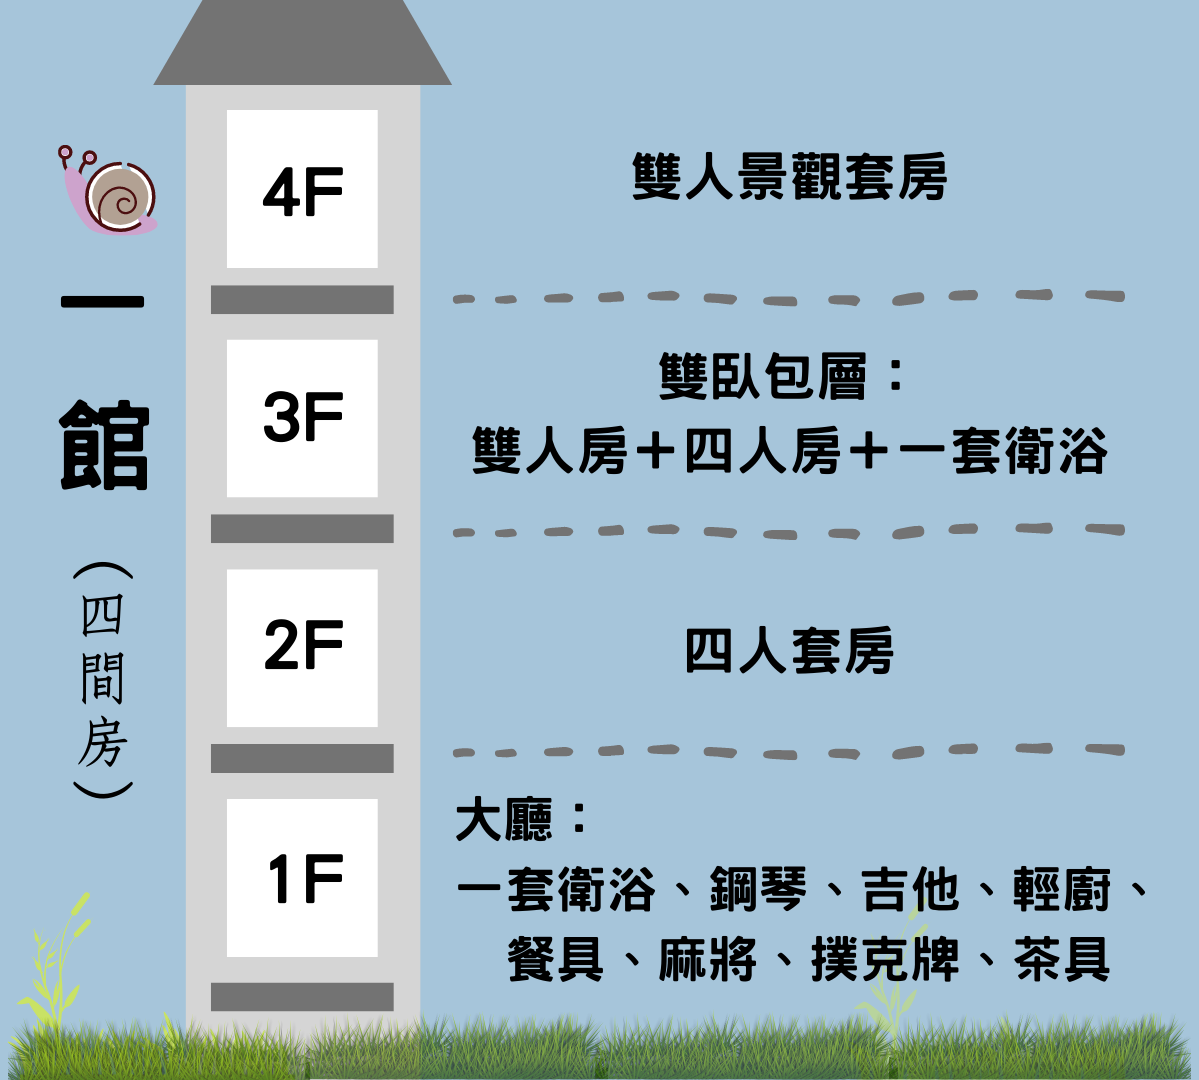 一館
（四間房）
4F
雙人景觀套房
3F
雙臥包層：
雙人房＋四人房＋一套衛浴
2F
四人套房
1F
大廳：
一套衛浴、鋼琴、吉他、輕廚、
餐具、麻將、撲克牌、茶具